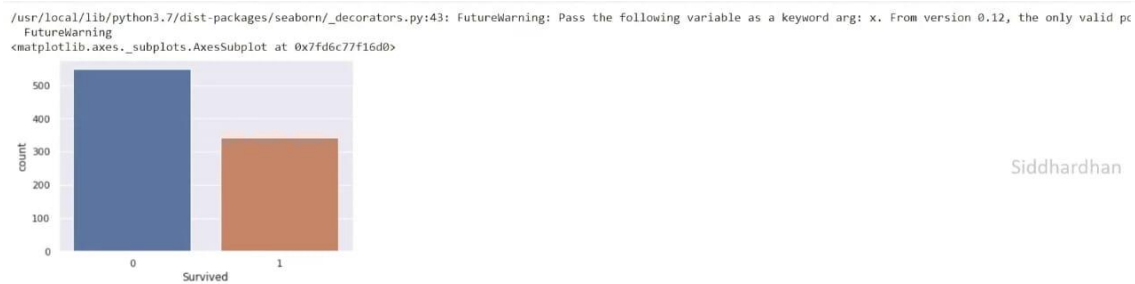 /usr/local/lib/python3.7/dist-packages/seaborn/_decorators.py:43: FutureWarning: Pass the following variable as a keyword arg: x. From version 0.12, the only valid po
FutureWarning
<matplotlib.axes._subplots.AxesSubplot at 0x7fd6c77f16d0>
500
400
300
200
100
0
count
0 1
Survived
Siddhardhan